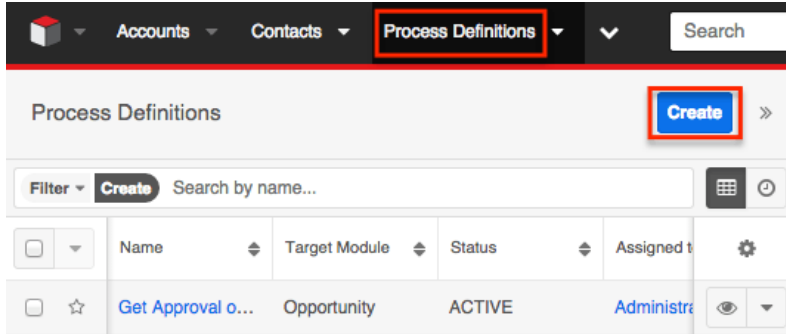 Accounts Contacts Process Definitions Search
Process Definitions Create
Filter Create Search by name...
Name Target Module Status Assigned t
Get Approval o... Opportunity ACTIVE Administra